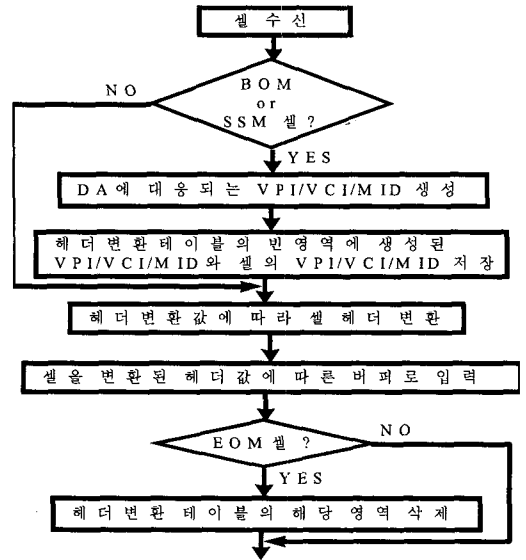 셀 수 신
BOM
or
SSM 셀 ?
NO
YES
DA에 대응되는 VPI/VCI/MID 생성
헤더변환테이블의 빈영역에 생성된
VPI/VCI/MID와 셀의 VPI/VCI/MID 저장
헤더변환값에 따라 셀 헤더 변환
셀을 변환된 헤더값에 따른 버퍼로 입력
EOM셀 ?
NO
YES
헤더변환 테이블의 해당영역삭제